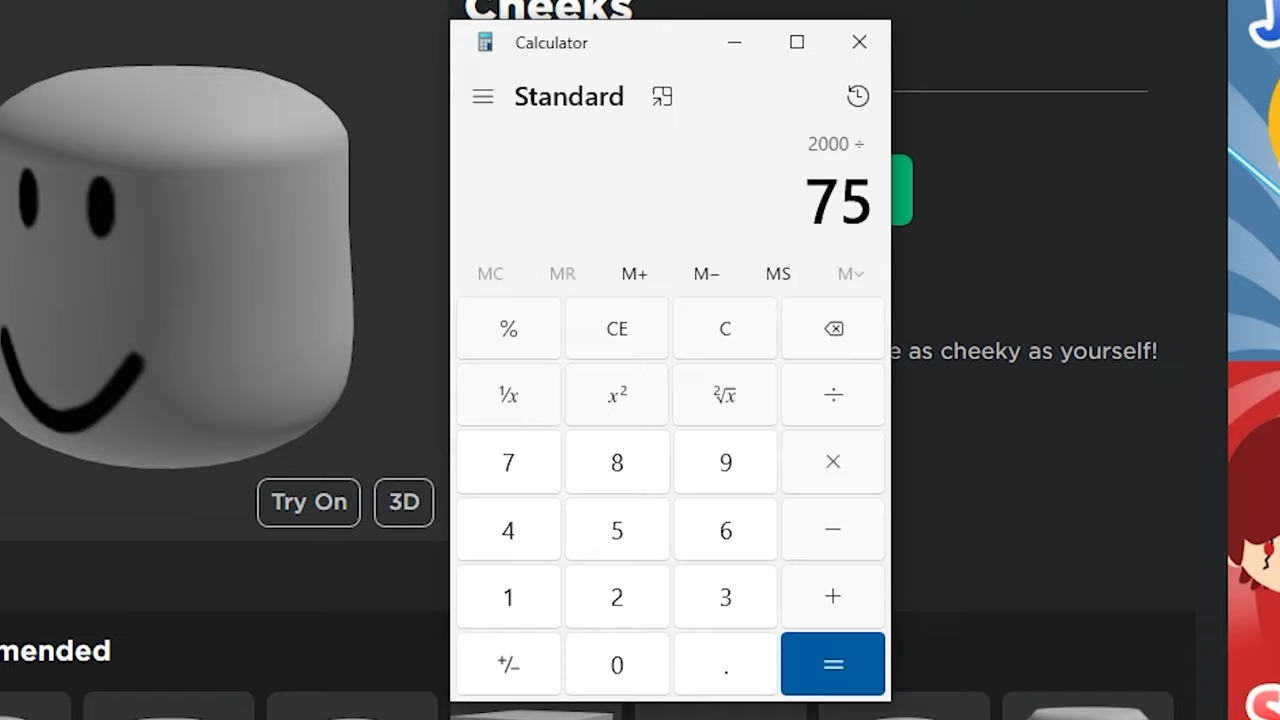 Cheeks
Calculator
Standard
2000 ÷
75
MC MR M+ M− MS M
% CE C
¹/x x² ²√x ÷
7 8 9 ×
4 5 6 −
1 2 3 +
+/− 0 . =
as cheeky as yourself!
Try On 3D
mended